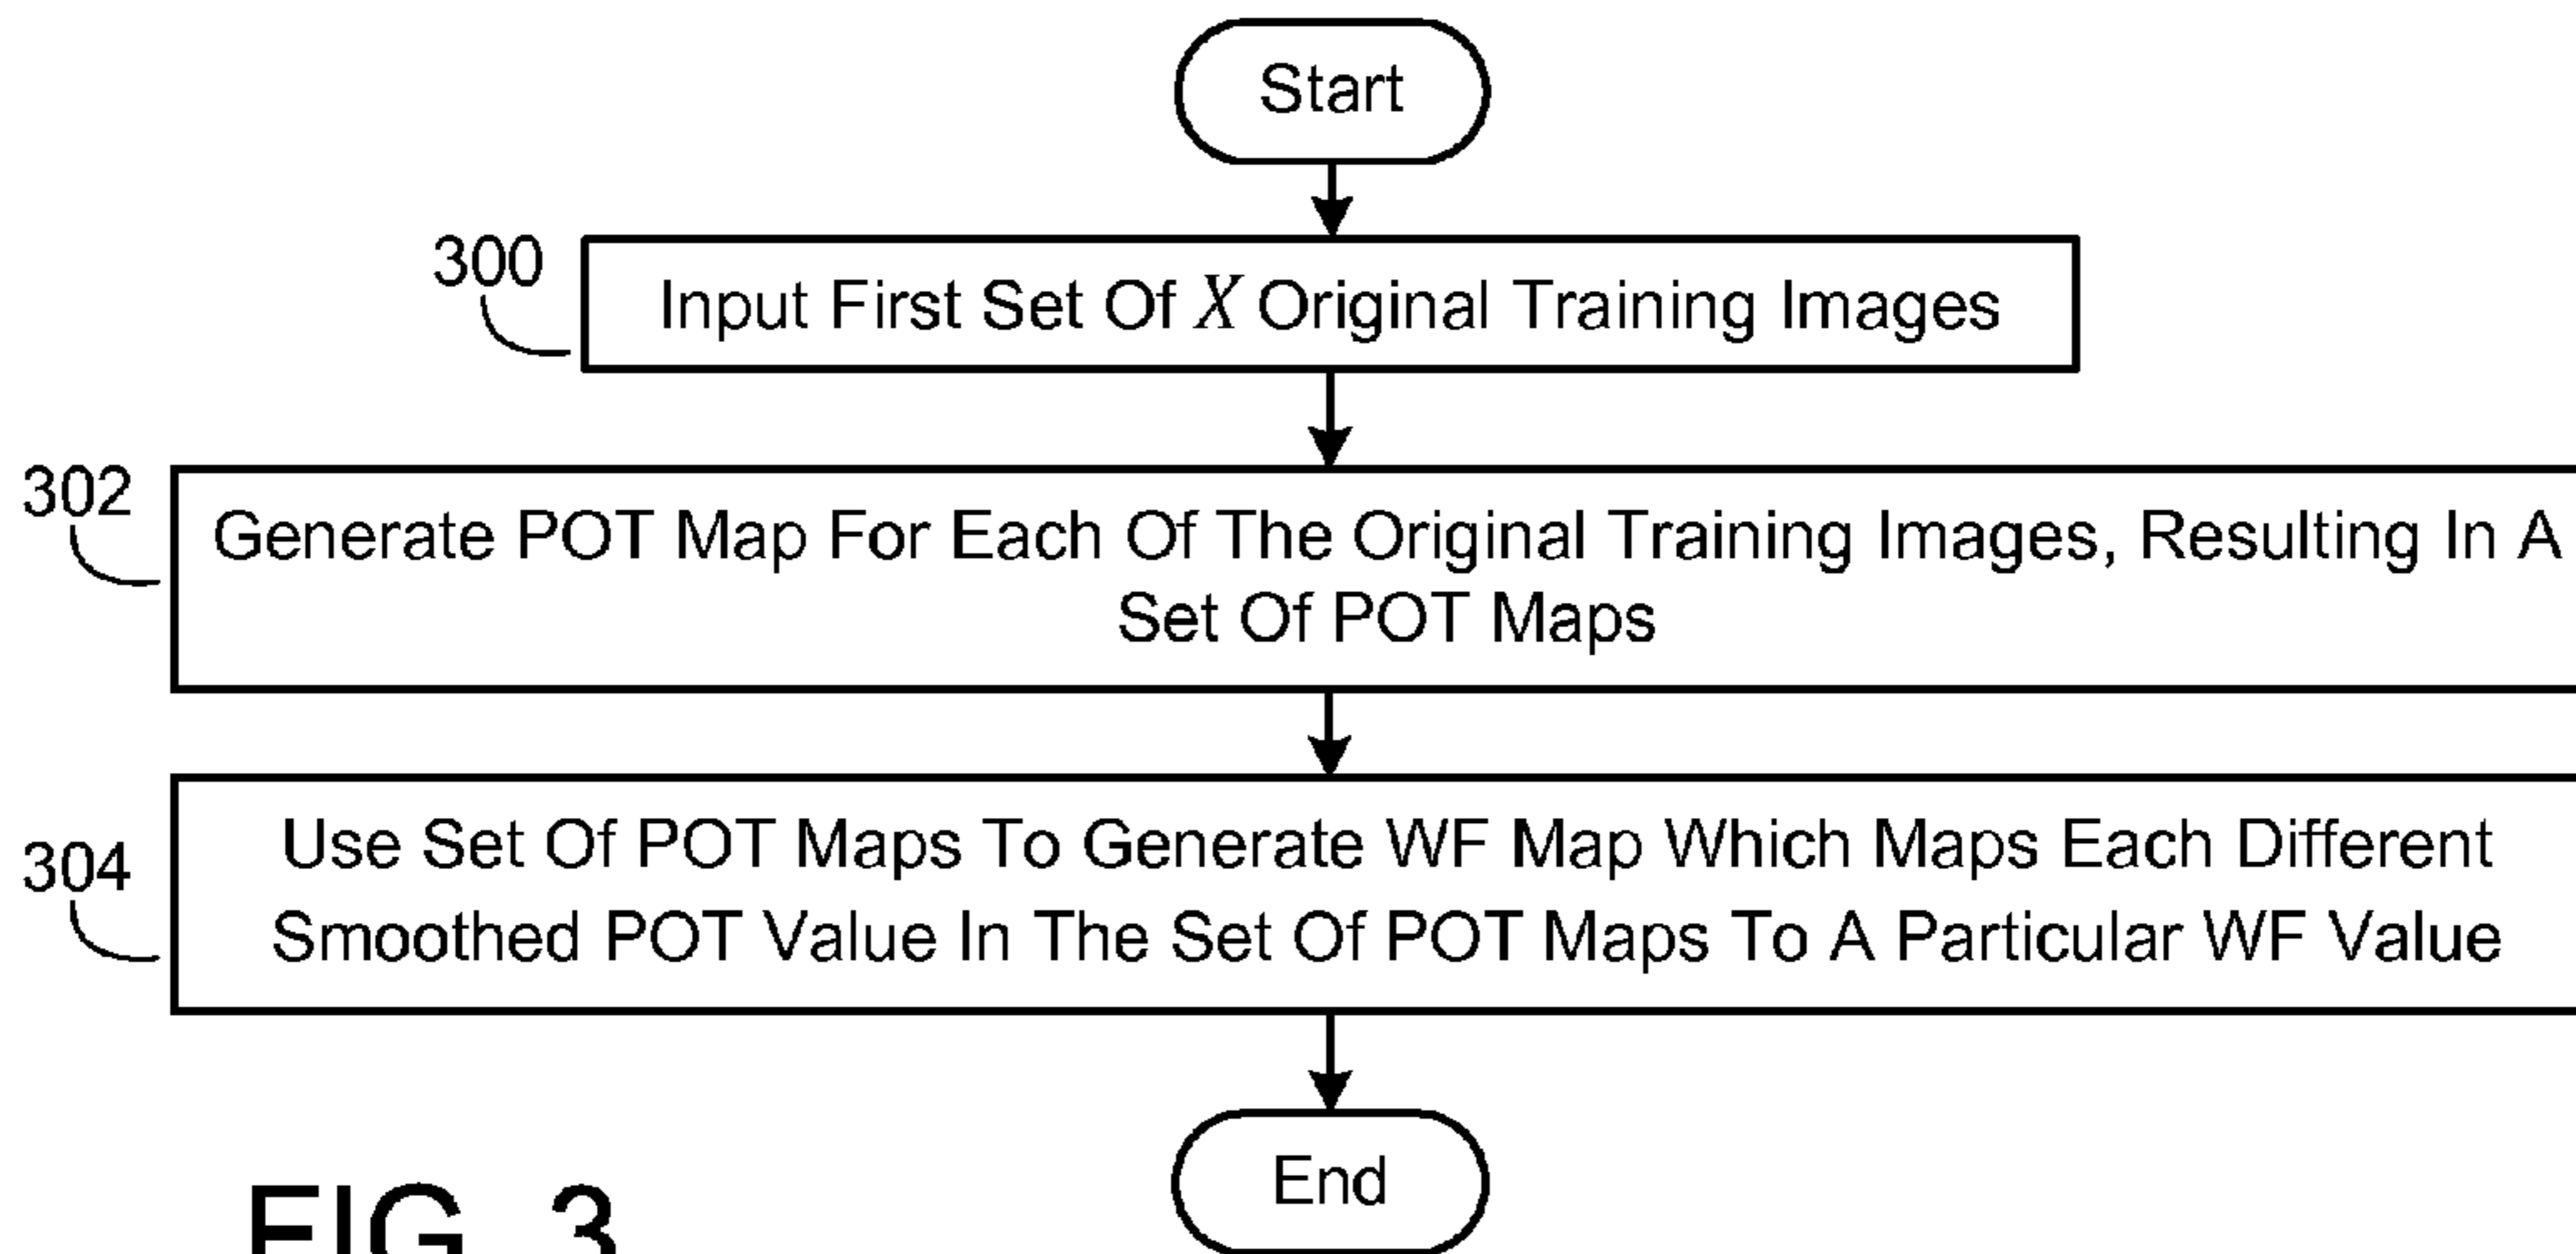 Start
300
Input First Set Of X Original Training Images
302
Generate POT Map For Each Of The Original Training Images, Resulting In A
Set Of POT Maps
304
Use Set Of POT Maps To Generate WF Map Which Maps Each Different
Smoothed POT Value In The Set Of POT Maps To A Particular WF Value
End
FIG. 3